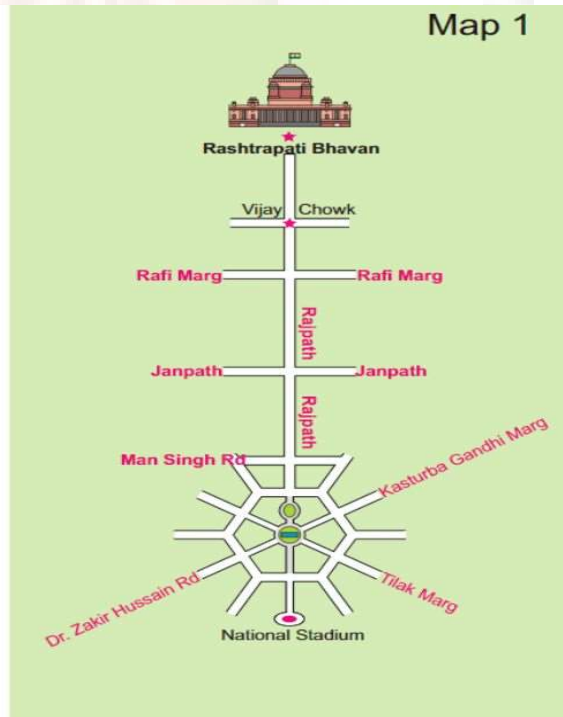 Map 1
Rashtrapati Bhavan
Vijay Chowk
Rafi Marg Rafi Marg
Rajpath
Janpath Janpath
Rajpath
Man Singh Rd
Kasturba Gandhi Marg
Dr. Zakir Hussain Rd
Tilak Marg
National Stadium